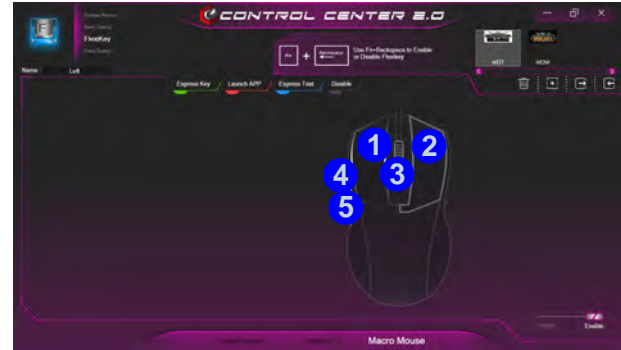 CONTROL CENTER 2.0
FlexiKey
Fn + Backspace
Use Fn+Backspace to Enable
or Disable Flexikey
WOT WOW
Name : Left
Express Key Launch APP Express Text Disable
1 2
3
4
5
Enable
Macro Mouse